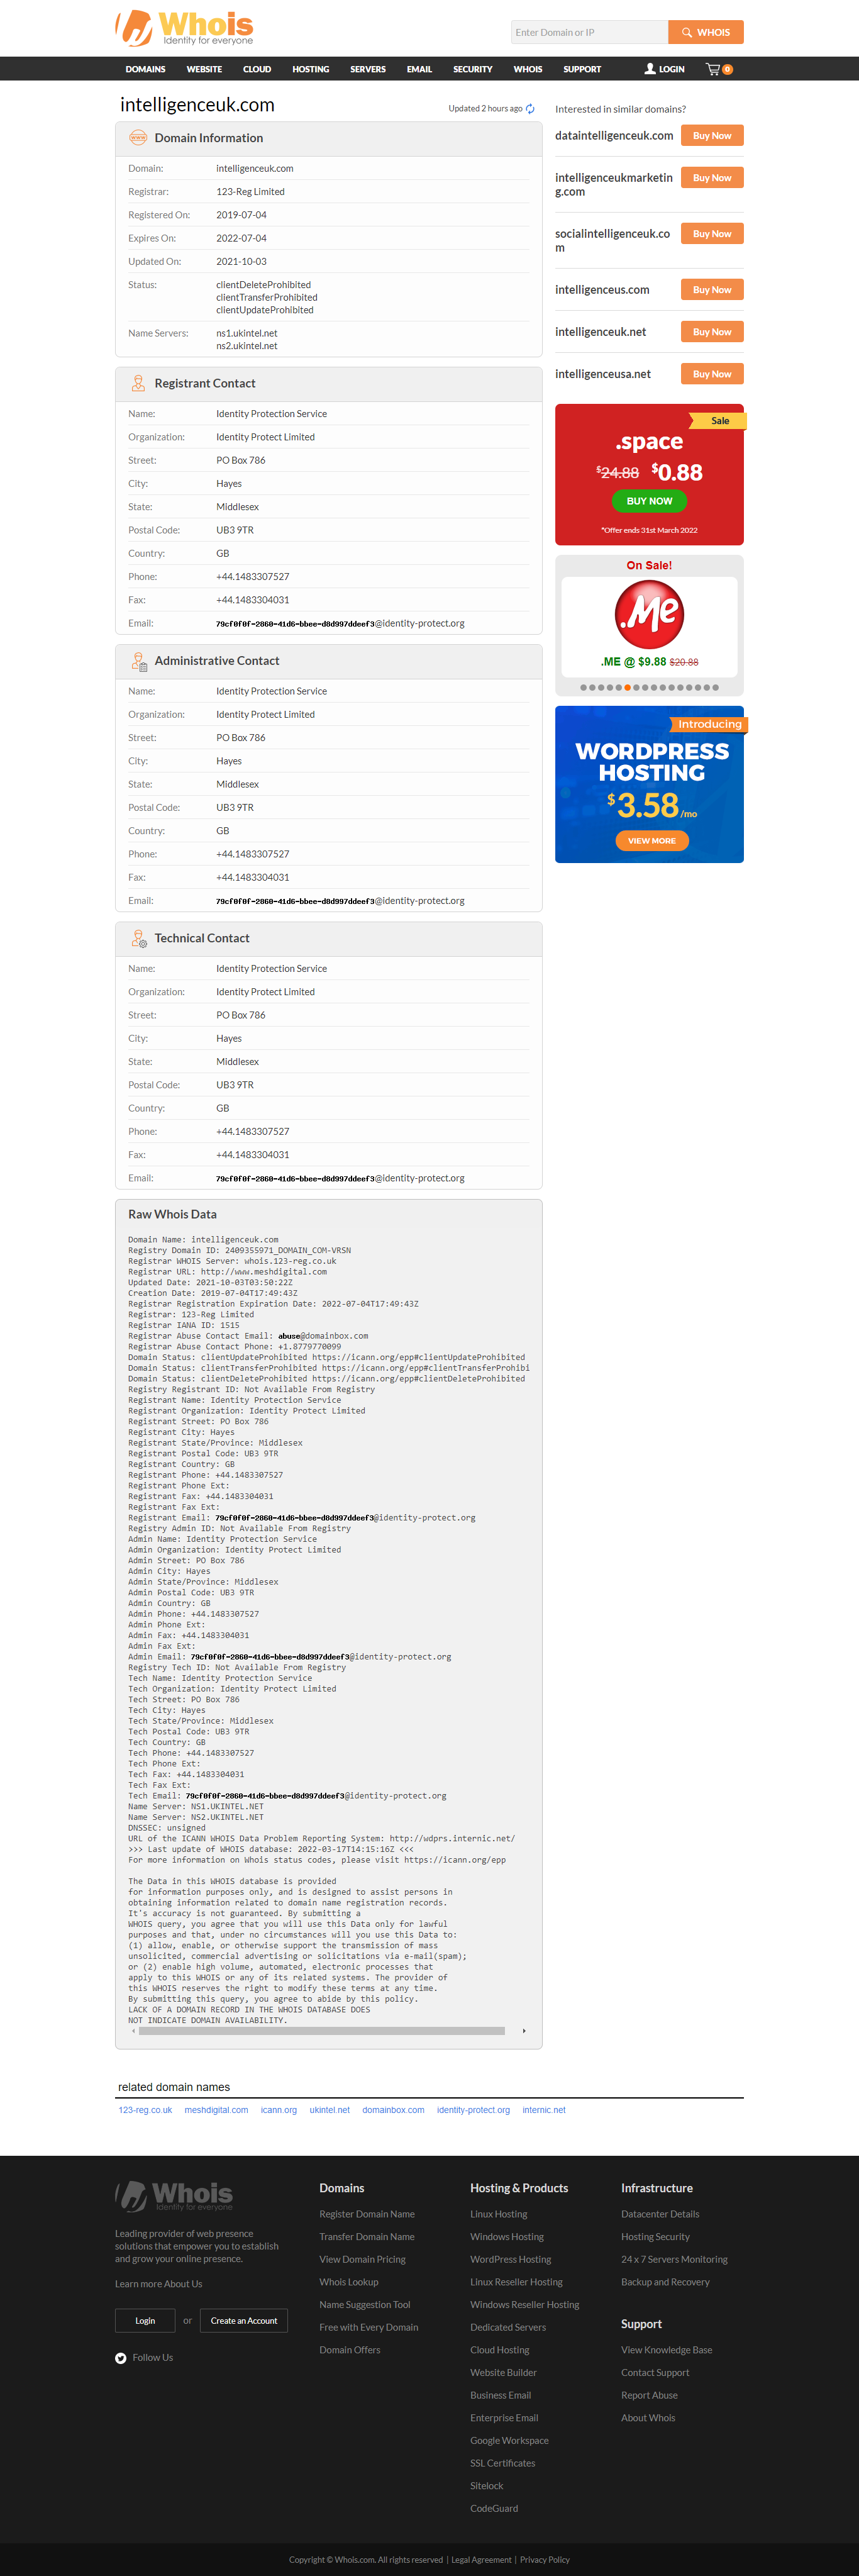 Whois
Identity for everyone
Enter Domain or IP
WHOIS
DOMAINS WEBSITE CLOUD HOSTING SERVERS EMAIL SECURITY WHOIS SUPPORT LOGIN 0
intelligenceuk.com
Updated 2 hours ago
Domain Information
Domain: intelligenceuk.com
Registrar: 123-Reg Limited
Registered On: 2019-07-04
Expires On: 2022-07-04
Updated On: 2021-10-03
Status: clientDeleteProhibited
clientTransferProhibited
clientUpdateProhibited
Name Servers: ns1.ukintel.net
ns2.ukintel.net
Registrant Contact
Name: Identity Protection Service
Organization: Identity Protect Limited
Street: PO Box 786
City: Hayes
State: Middlesex
Postal Code: UB3 9TR
Country: GB
Phone: +44.1483307527
Fax: +44.1483304031
Email: 79cf0f0f-2860-41d6-bbee-d8d997ddeef3@identity-protect.org
Administrative Contact
Name: Identity Protection Service
Organization: Identity Protect Limited
Street: PO Box 786
City: Hayes
State: Middlesex
Postal Code: UB3 9TR
Country: GB
Phone: +44.1483307527
Fax: +44.1483304031
Email: 79cf0f0f-2860-41d6-bbee-d8d997ddeef3@identity-protect.org
Technical Contact
Name: Identity Protection Service
Organization: Identity Protect Limited
Street: PO Box 786
City: Hayes
State: Middlesex
Postal Code: UB3 9TR
Country: GB
Phone: +44.1483307527
Fax: +44.1483304031
Email: 79cf0f0f-2860-41d6-bbee-d8d997ddeef3@identity-protect.org
Raw Whois Data
Domain Name: intelligenceuk.com
Registry Domain ID: 2409355971_DOMAIN_COM-VRSN
Registrar WHOIS Server: whois.123-reg.co.uk
Registrar URL: http://www.meshdigital.com
Updated Date: 2021-10-03T03:50:22Z
Creation Date: 2019-07-04T17:49:43Z
Registrar Registration Expiration Date: 2022-07-04T17:49:43Z
Registrar: 123-Reg Limited
Registrar IANA ID: 1515
Registrar Abuse Contact Email: abuse@domainbox.com
Registrar Abuse Contact Phone: +1.8779770099
Domain Status: clientUpdateProhibited https://icann.org/epp#clientUpdateProhibited
Domain Status: clientTransferProhibited https://icann.org/epp#clientTransferProhibi
Domain Status: clientDeleteProhibited https://icann.org/epp#clientDeleteProhibited
Registry Registrant ID: Not Available From Registry
Registrant Name: Identity Protection Service
Registrant Organization: Identity Protect Limited
Registrant Street: PO Box 786
Registrant City: Hayes
Registrant State/Province: Middlesex
Registrant Postal Code: UB3 9TR
Registrant Country: GB
Registrant Phone: +44.1483307527
Registrant Phone Ext:
Registrant Fax: +44.1483304031
Registrant Fax Ext:
Registrant Email: 79cf0f0f-2860-41d6-bbee-d8d997ddeef3@identity-protect.org
Registry Admin ID: Not Available From Registry
Admin Name: Identity Protection Service
Admin Organization: Identity Protect Limited
Admin Street: PO Box 786
Admin City: Hayes
Admin State/Province: Middlesex
Admin Postal Code: UB3 9TR
Admin Country: GB
Admin Phone: +44.1483307527
Admin Phone Ext:
Admin Fax: +44.1483304031
Admin Fax Ext:
Admin Email: 79cf0f0f-2860-41d6-bbee-d8d997ddeef3@identity-protect.org
Registry Tech ID: Not Available From Registry
Tech Name: Identity Protection Service
Tech Organization: Identity Protect Limited
Tech Street: PO Box 786
Tech City: Hayes
Tech State/Province: Middlesex
Tech Postal Code: UB3 9TR
Tech Country: GB
Tech Phone: +44.1483307527
Tech Phone Ext:
Tech Fax: +44.1483304031
Tech Fax Ext:
Tech Email: 79cf0f0f-2860-41d6-bbee-d8d997ddeef3@identity-protect.org
Name Server: NS1.UKINTEL.NET
Name Server: NS2.UKINTEL.NET
DNSSEC: unsigned
URL of the ICANN WHOIS Data Problem Reporting System: http://wdprs.internic.net/
>>> Last update of WHOIS database: 2022-03-17T14:15:16Z <<<
For more information on Whois status codes, please visit https://icann.org/epp
The Data in this WHOIS database is provided
for information purposes only, and is designed to assist persons in
obtaining information related to domain name registration records.
It's accuracy is not guaranteed. By submitting a
WHOIS query, you agree that you will use this Data only for lawful
purposes and that, under no circumstances will you use this Data to:
(1) allow, enable, or otherwise support the transmission of mass
unsolicited, commercial advertising or solicitations via e-mail(spam);
or (2) enable high volume, automated, electronic processes that
apply to this WHOIS or any of its related systems. The provider of
this WHOIS reserves the right to modify these terms at any time.
By submitting this query, you agree to abide by this policy.
LACK OF A DOMAIN RECORD IN THE WHOIS DATABASE DOES
NOT INDICATE DOMAIN AVAILABILITY.
Interested in similar domains?
dataintelligenceuk.com Buy Now
intelligenceukmarketin
g.com Buy Now
socialintelligenceuk.co
m Buy Now
intelligenceus.com Buy Now
intelligenceuk.net Buy Now
intelligenceusa.net Buy Now
Sale
.space
$24.88 $0.88
BUY NOW
*Offer ends 31st March 2022
On Sale!
.Me
.ME @ $9.88 $20.88
Introducing
WORDPRESS
HOSTING
$3.58/mo
VIEW MORE
related domain names
123-reg.co.uk meshdigital.com icann.org ukintel.net domainbox.com identity-protect.org internic.net
Whois
Identity for everyone
Leading provider of web presence
solutions that empower you to establish
and grow your online presence.
Learn more About Us
Login or Create an Account
Follow Us
Domains
Register Domain Name
Transfer Domain Name
View Domain Pricing
Whois Lookup
Name Suggestion Tool
Free with Every Domain
Domain Offers
Hosting & Products
Linux Hosting
Windows Hosting
WordPress Hosting
Linux Reseller Hosting
Windows Reseller Hosting
Dedicated Servers
Cloud Hosting
Website Builder
Business Email
Enterprise Email
Google Workspace
SSL Certificates
Sitelock
CodeGuard
Infrastructure
Datacenter Details
Hosting Security
24 x 7 Servers Monitoring
Backup and Recovery
Support
View Knowledge Base
Contact Support
Report Abuse
About Whois
Copyright © Whois.com. All rights reserved | Legal Agreement | Privacy Policy